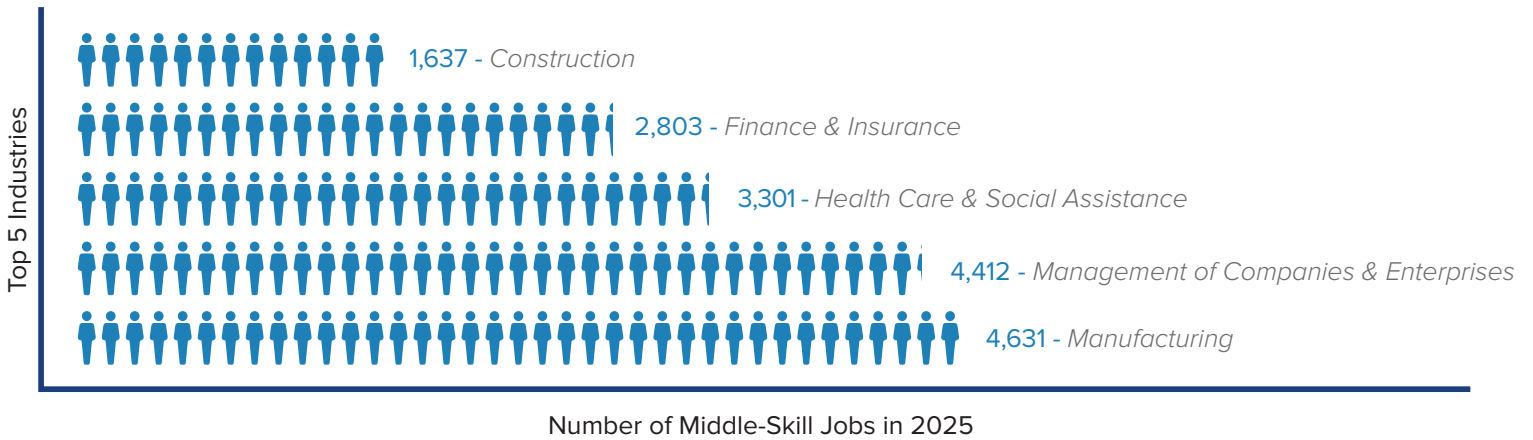 Top 5 Industries
1,637 - Construction
2,803 - Finance & Insurance
3,301 - Health Care & Social Assistance
4,412 - Management of Companies & Enterprises
4,631 - Manufacturing
Number of Middle-Skill Jobs in 2025